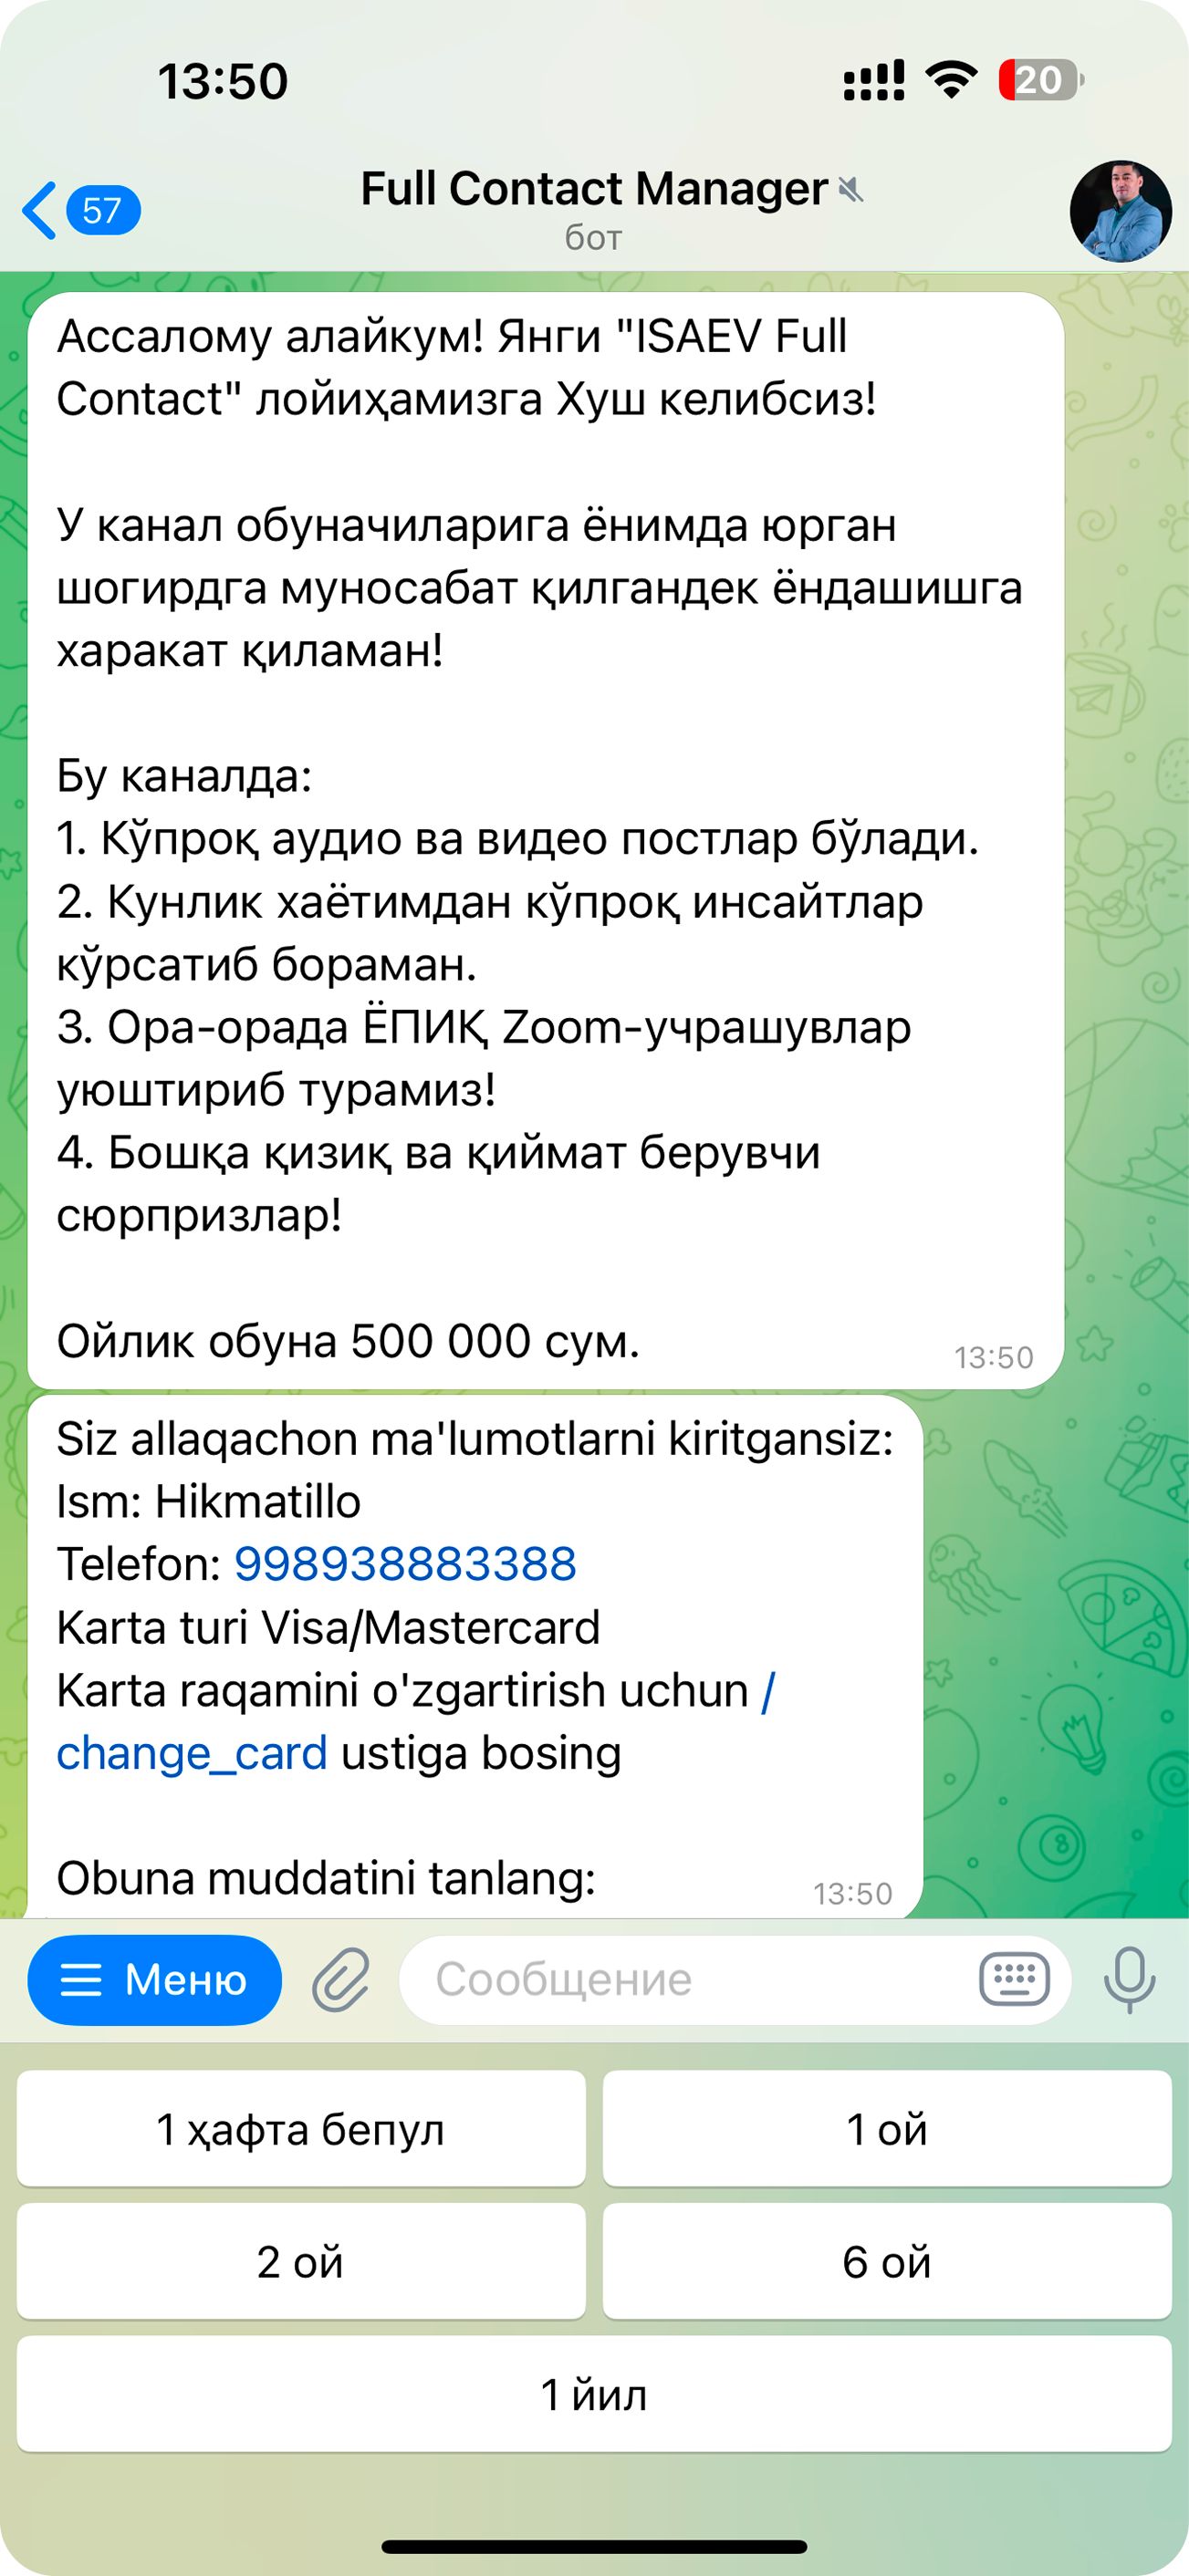 13:50
20
57
Full Contact Manager
бот
Ассалому алайкум! Янги "ISAEV Full
Contact" лойиҳамизга Хуш келибсиз!
У канал обуначиларига ёнимда юрган
шогирдга муносабат қилгандек ёндашишга
харакат қиламан!
Бу каналда:
1. Кўпроқ аудио ва видео постлар бўлади.
2. Кунлик хаётимдан кўпроқ инсайтлар
кўрсатиб бораман.
3. Ора-орада ЁПИҚ Zoom-учрашувлар
уюштириб турамиз!
4. Бошқа қизиқ ва қиймат берувчи
сюрпризлар!
Ойлик обуна 500 000 сум.
13:50
Siz allaqachon ma'lumotlarni kiritgansiz:
Ism: Hikmatillo
Telefon: 998938883388
Karta turi Visa/Mastercard
Karta raqamini o'zgartirish uchun /
change_card ustiga bosing
Obuna muddatini tanlang:
13:50
Меню
Сообщение
1 ҳафта бепул
1 ой
2 ой
6 ой
1 йил